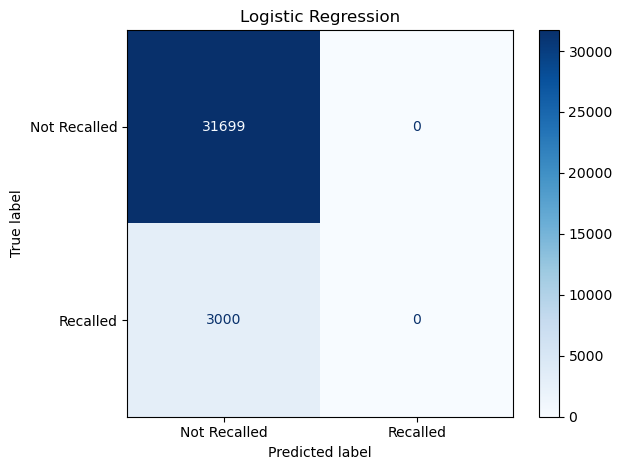 Logistic Regression
True label
Not Recalled
Recalled
31699
0
3000
0
Not Recalled
Recalled
Predicted label
30000
25000
20000
15000
10000
5000
0